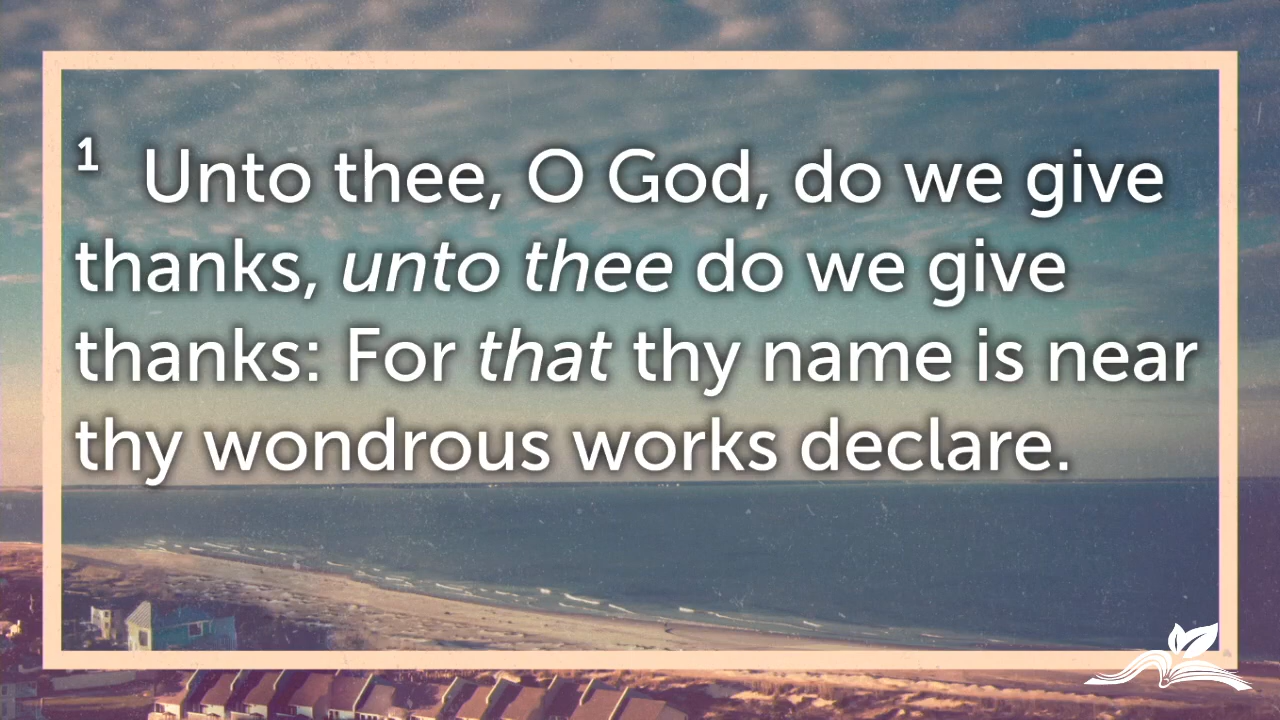 1 Unto thee, O God, do we give
thanks, unto thee do we give
thanks: For that thy name is near
thy wondrous works declare.